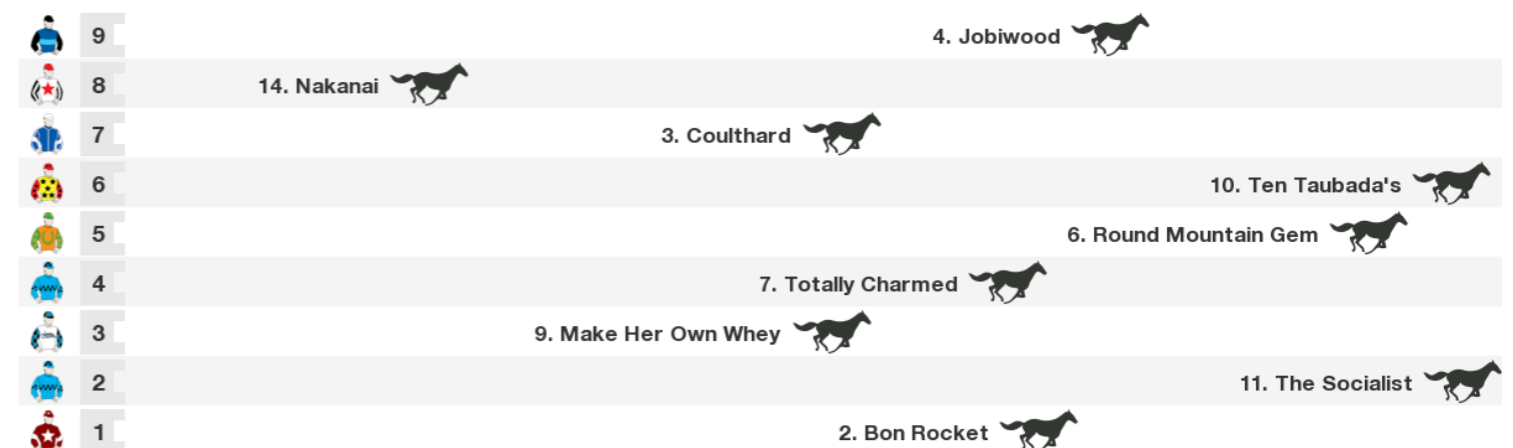 9 4. Jobiwood
8 14. Nakanai
7 3. Coulthard
6 10. Ten Taubada's
5 6. Round Mountain Gem
4 7. Totally Charmed
3 9. Make Her Own Whey
2 11. The Socialist
1 2. Bon Rocket